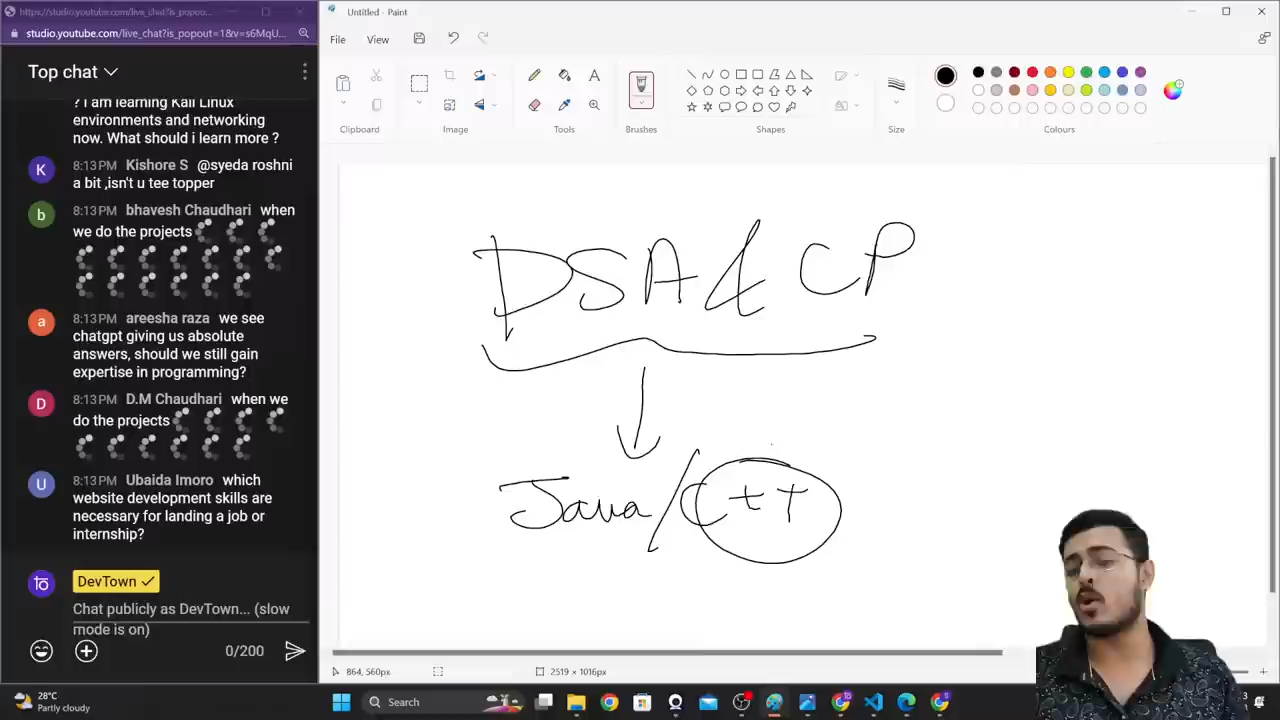 https://studio.youtube.com/live_chat?is_popou...
studio.youtube.com/live_chat?is_popout=1&v=s6MqU...
Top chat
? I am learning Kali Linux
environments and networking
now. What should i learn more ?
K 8:13 PM Kishore S @syeda roshni
a bit ,isn't u tee topper
b 8:13 PM bhavesh Chaudhari when
we do the projects
a 8:13 PM areesha raza we see
chatgpt giving us absolute
answers, should we still gain
expertise in programming?
D 8:13 PM D.M Chaudhari when we
do the projects
U 8:13 PM Ubaida Imoro which
website development skills are
necessary for landing a job or
internship?
DevTown
Chat publicly as DevTown... (slow
mode is on)
0/200
Untitled - Paint
File View
Clipboard Image Tools Brushes Shapes Size Colours
DSA & CP
Java/C++
864, 560px 2519 × 1016px
28°C
Partly cloudy
Search